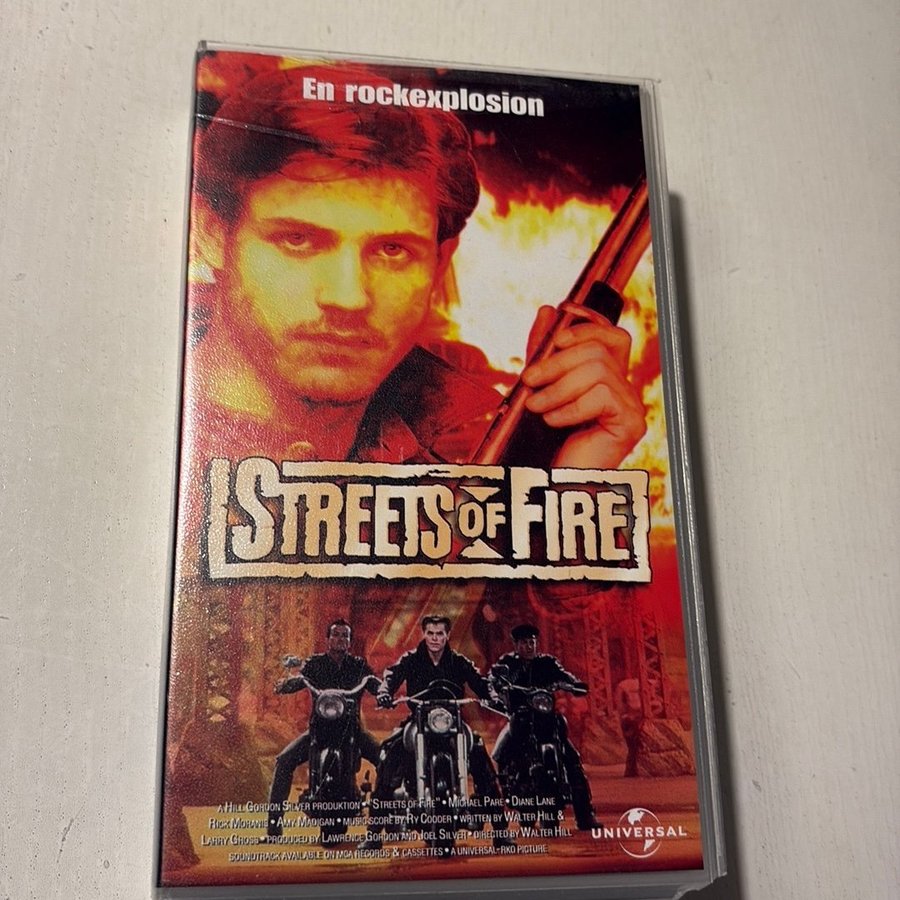 En rockexplosion
STREETS OF FIRE
A HILL-GORDON-SILVER PRODUKTION • "STREETS OF FIRE" • MICHAEL PARE • DIANE LANE
RICK MORANIS • AMY MADIGAN • MUSIC SCORE BY RY COODER • WRITTEN BY WALTER HILL &
LARRY GROSS • PRODUCED BY LAWRENCE GORDON AND JOEL SILVER • DIRECTED BY WALTER HILL
SOUNDTRACK AVAILABLE ON MCA RECORDS & CASSETTES • A UNIVERSAL-RKO PICTURE
UNIVERSAL